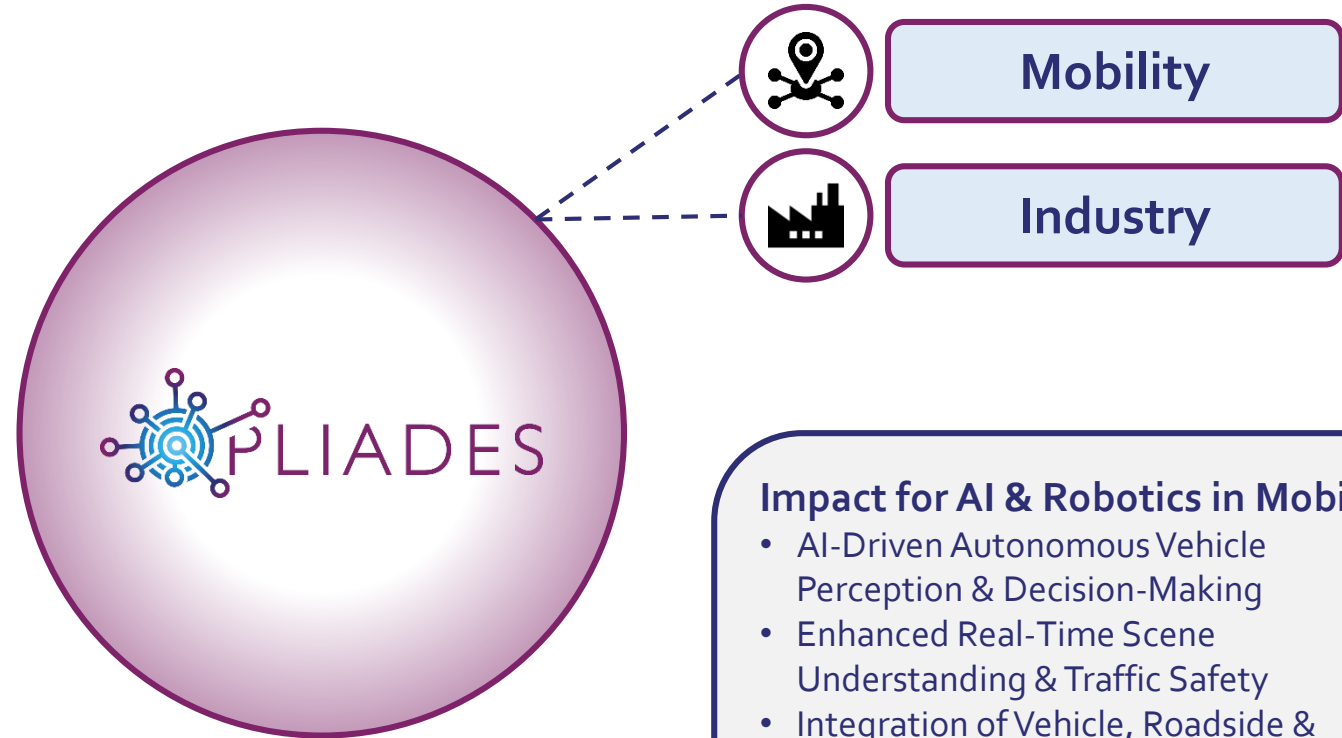 Mobility
Industry
PLIADES
Impact for AI & Robotics in Mobi
• AI-Driven Autonomous Vehicle
Perception & Decision-Making
• Enhanced Real-Time Scene
Understanding & Traffic Safety
• Integration of Vehicle, Roadside &